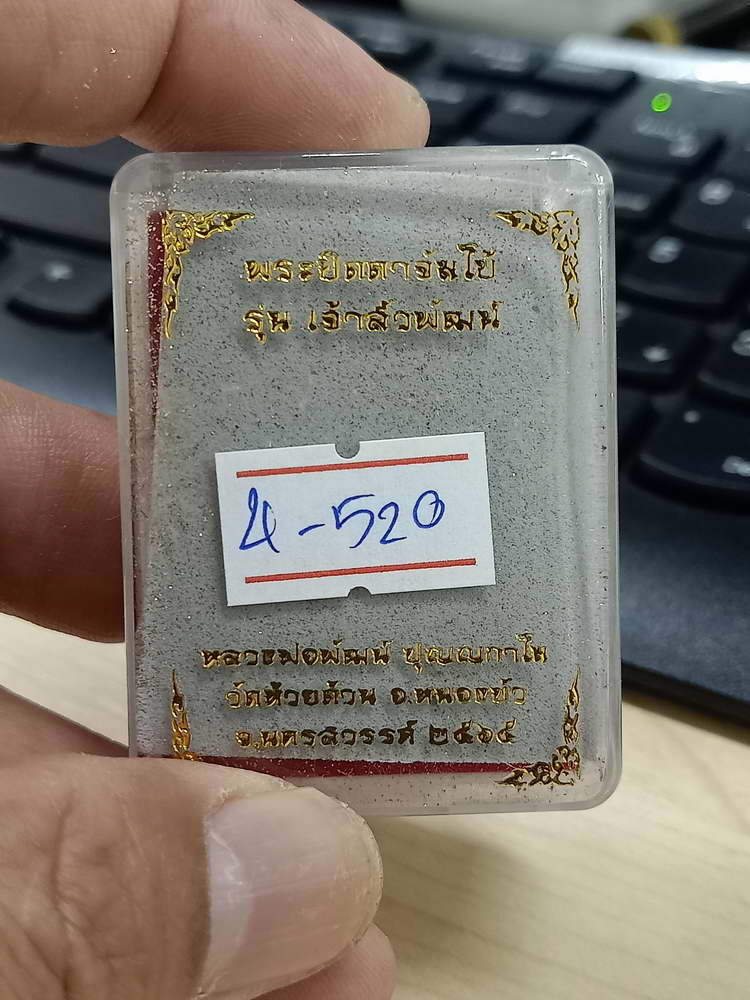 พระปิดตาจัมโบ้
รุ่น เจ้าสัวพัฒน์
น-520
หลวงพ่อพัฒน์ ปุญญกาโม
วัดห้วยด้วน อ.หนองบัว
จ.นครสวรรค์ ๒๕๖๔